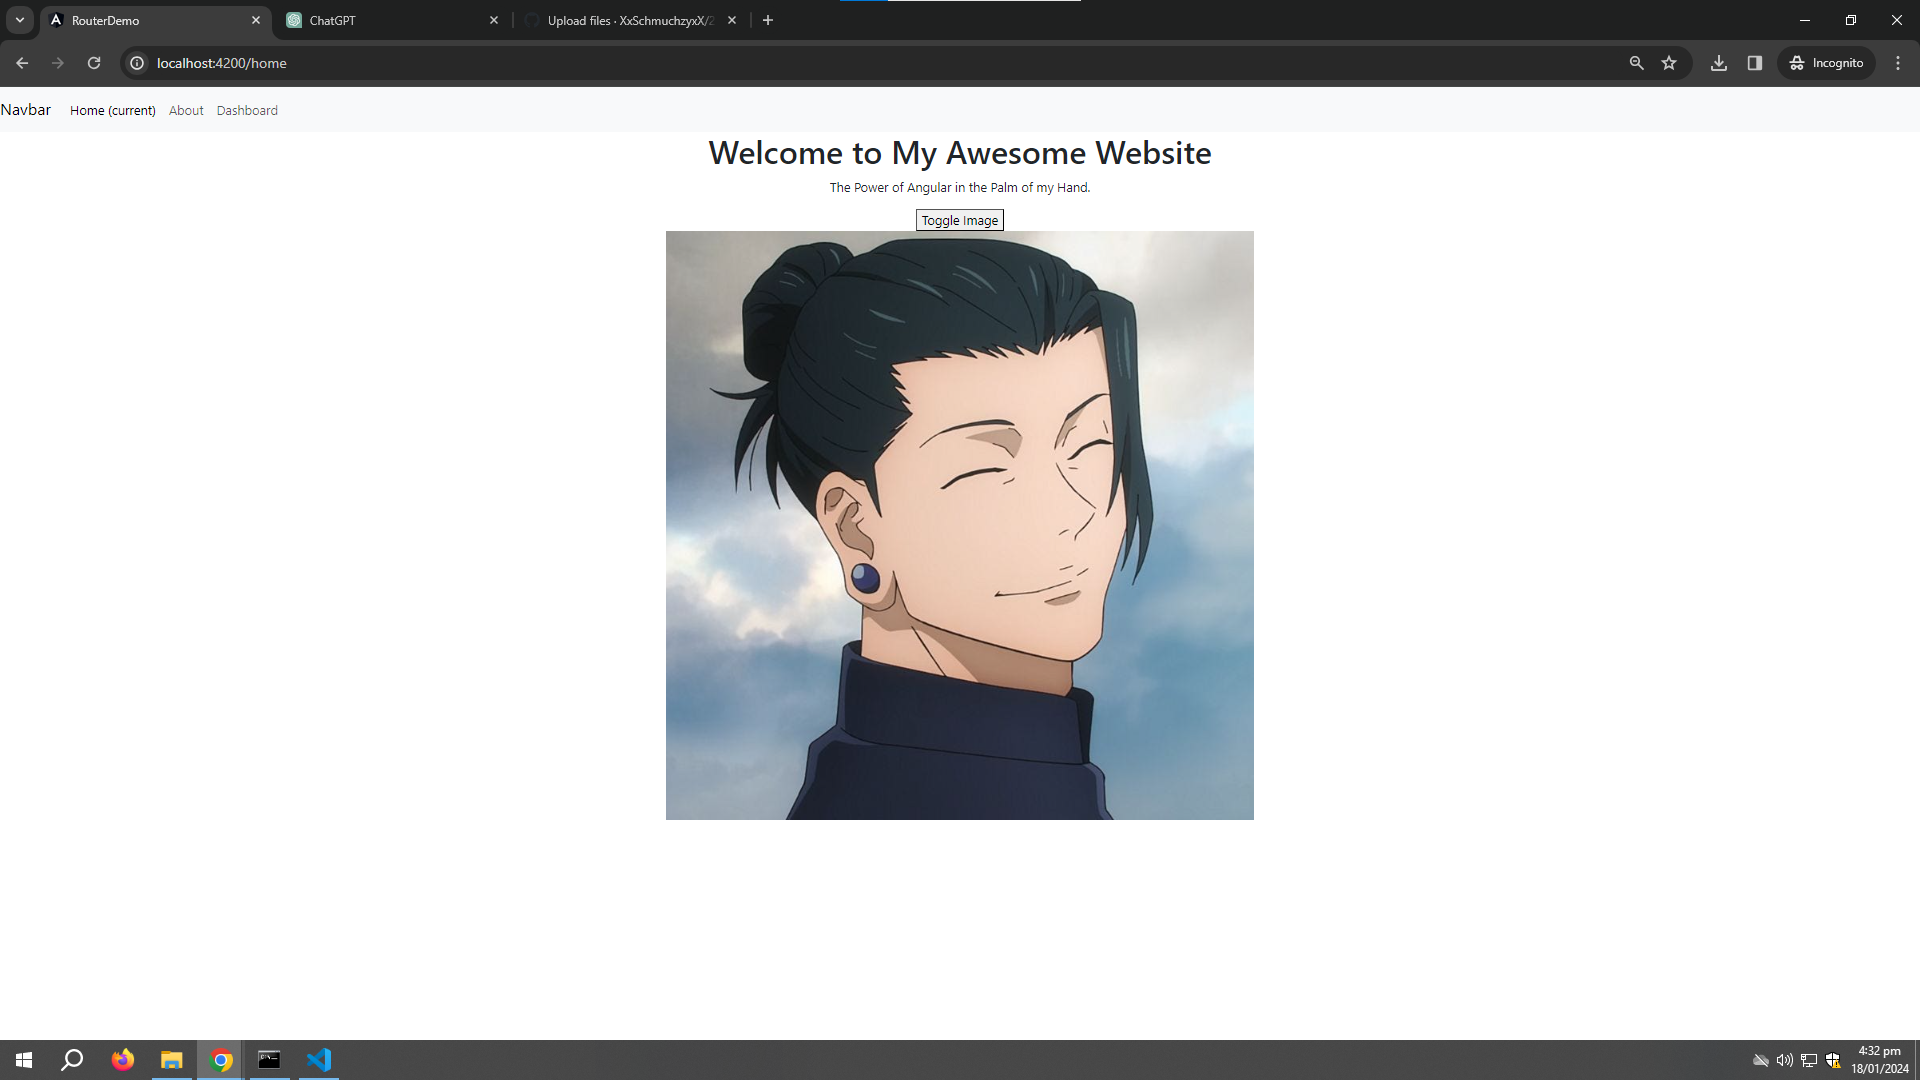 RouterDemo
ChatGPT
Upload files · XxSchmuchzyxX/
localhost:4200/home
Incognito
Navbar Home (current) About Dashboard
Welcome to My Awesome Website
The Power of Angular in the Palm of my Hand.
Toggle Image
4:32 pm
18/01/2024